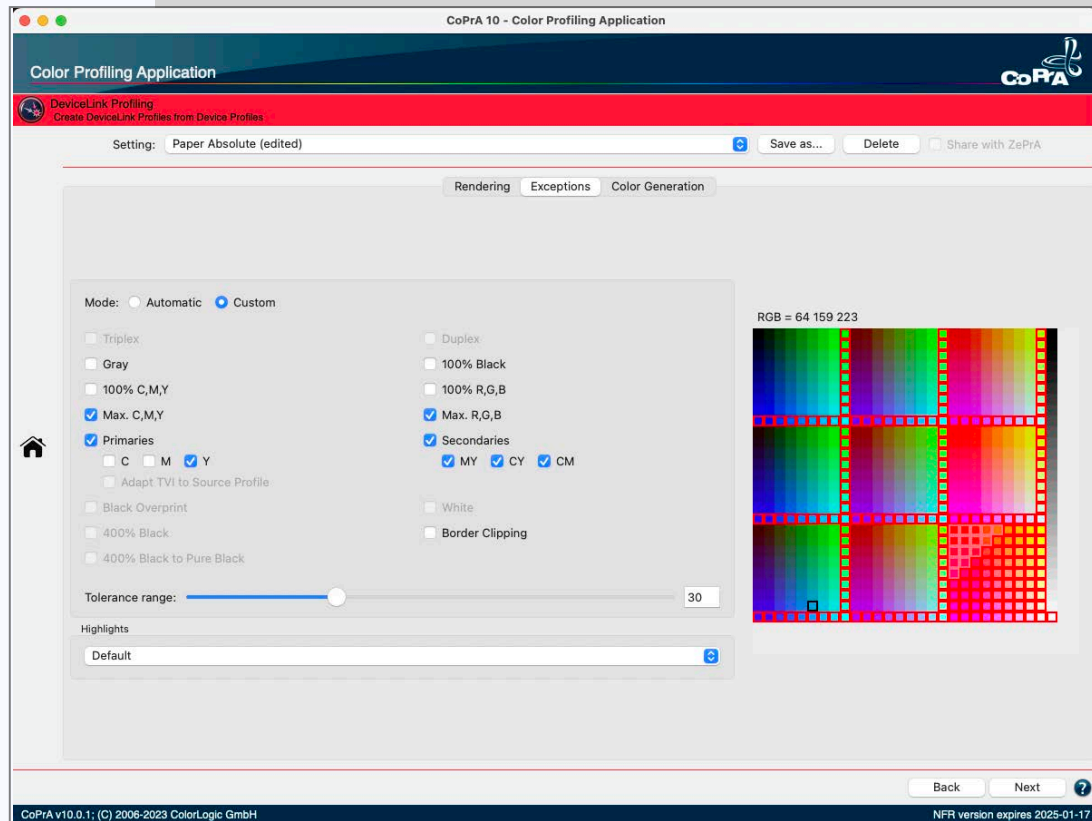 CoPrA 10 - Color Profiling Application
Color Profiling Application
CoPrA
DeviceLink Profiling
Create DeviceLink Profiles from Device Profiles
Setting: Paper Absolute (edited) Save as... Delete Share with ZePrA
Rendering Exceptions Color Generation
Mode: Automatic Custom
RGB = 64 159 223
Triplex Duplex
Gray 100% Black
100% C,M,Y 100% R,G,B
Max. C,M,Y Max. R,G,B
Primaries Secondaries
C M Y MY CY CM
Adapt TVI to Source Profile
Black Overprint White
400% Black Border Clipping
400% Black to Pure Black
Tolerance range: 30
Highlights
Default
Back Next ?
CoPrA v10.0.1; (C) 2006-2023 ColorLogic GmbH NFR version expires 2025-01-17